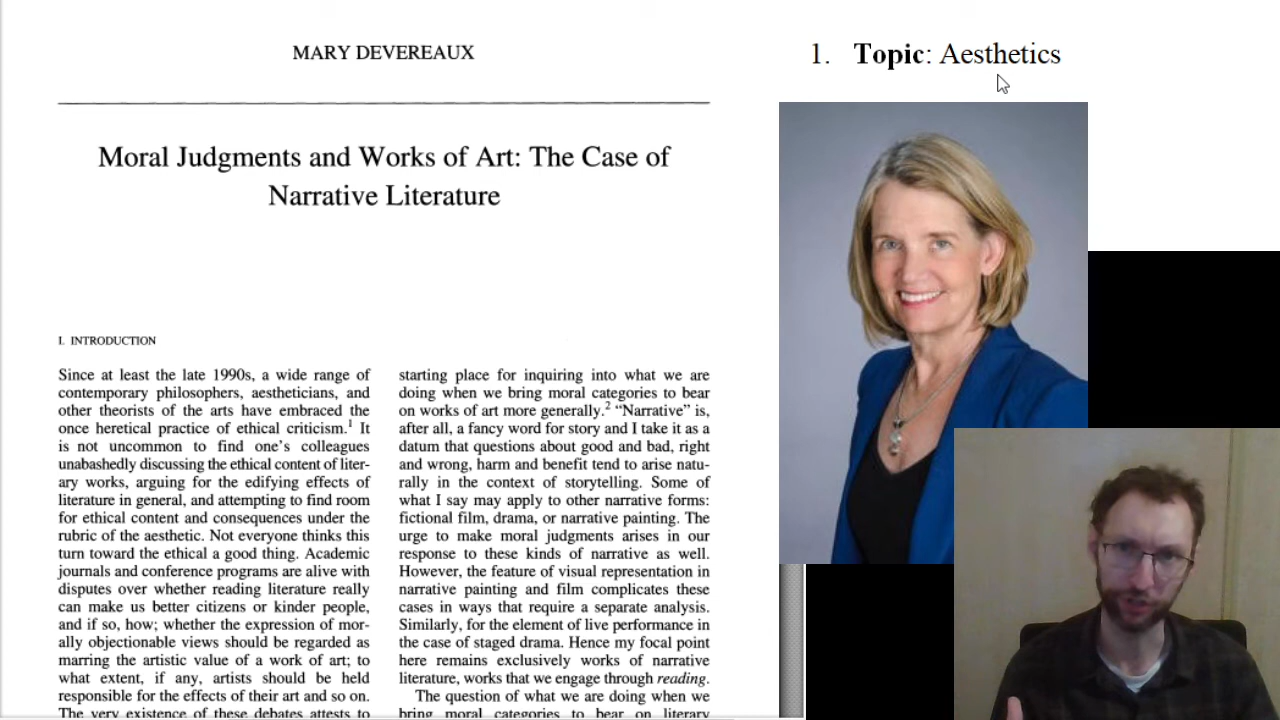 MARY DEVEREAUX
Moral Judgments and Works of Art: The Case of
Narrative Literature
I. INTRODUCTION
Since at least the late 1990s, a wide range of
contemporary philosophers, aestheticians, and
other theorists of the arts have embraced the
once heretical practice of ethical criticism.1 It
is not uncommon to find one's colleagues
unabashedly discussing the ethical content of liter-
ary works, arguing for the edifying effects of
literature in general, and attempting to find room
for ethical content and consequences under the
rubric of the aesthetic. Not everyone thinks this
turn toward the ethical a good thing. Academic
journals and conference programs are alive with
disputes over whether reading literature really
can make us better citizens or kinder people,
and if so, how; whether the expression of mor-
ally objectionable views should be regarded as
marring the artistic value of a work of art; to
what extent, if any, artists should be held
responsible for the effects of their art and so on.
The very existence of these debates attests to
starting place for inquiring into what we are
doing when we bring moral categories to bear
on works of art more generally.2 “Narrative” is,
after all, a fancy word for story and I take it as a
datum that questions about good and bad, right
and wrong, harm and benefit tend to arise natu-
rally in the context of storytelling. Some of
what I say may apply to other narrative forms:
fictional film, drama, or narrative painting. The
urge to make moral judgments arises in our
response to these kinds of narrative as well.
However, the feature of visual representation in
narrative painting and film complicates these
cases in ways that require a separate analysis.
Similarly, for the element of live performance in
the case of staged drama. Hence my focal point
here remains exclusively works of narrative
literature, works that we engage through reading.
The question of what we are doing when we
bring moral categories to bear on literary
1. Topic: Aesthetics